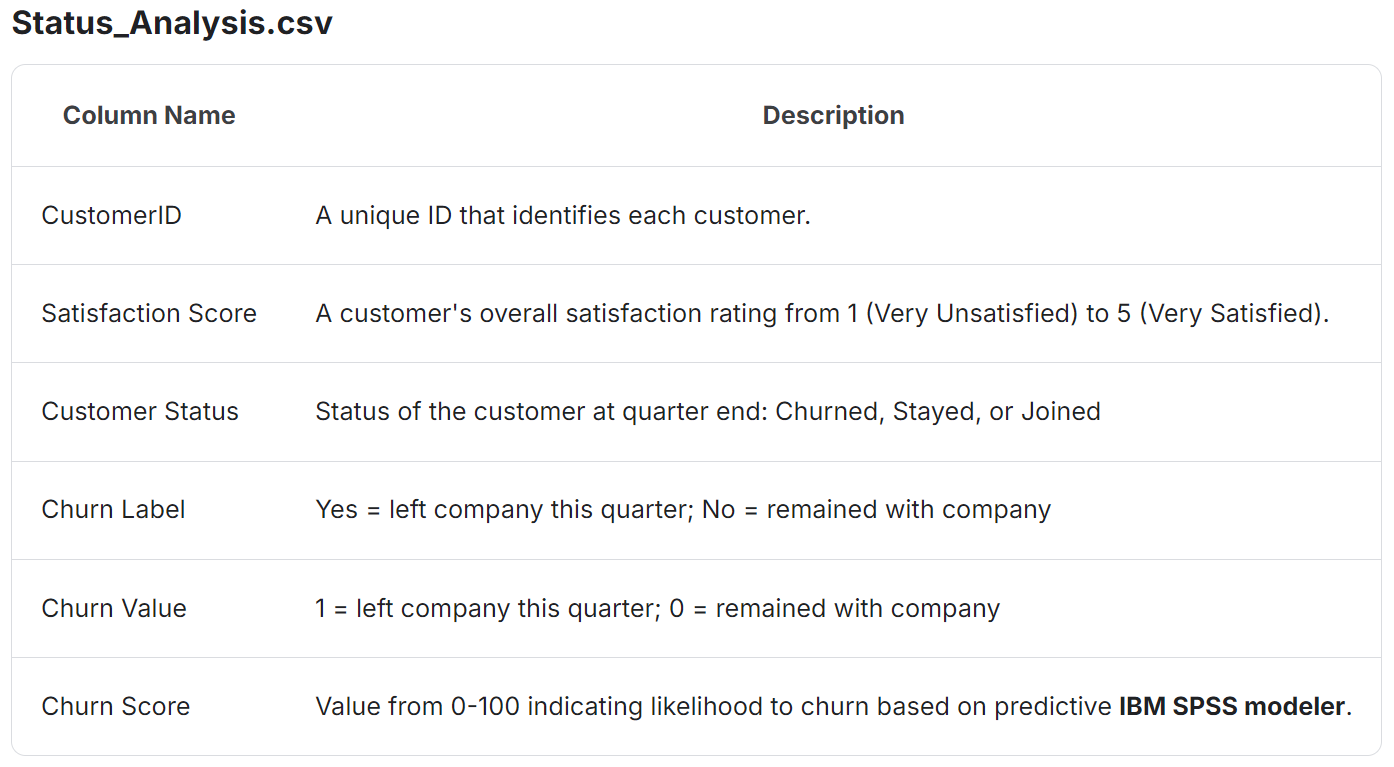 Status_Analysis.csv
Column Name Description
CustomerID A unique ID that identifies each customer.
Satisfaction Score A customer's overall satisfaction rating from 1 (Very Unsatisfied) to 5 (Very Satisfied).
Customer Status Status of the customer at quarter end: Churned, Stayed, or Joined
Churn Label Yes = left company this quarter; No = remained with company
Churn Value 1 = left company this quarter; 0 = remained with company
Churn Score Value from 0-100 indicating likelihood to churn based on predictive IBM SPSS modeler.